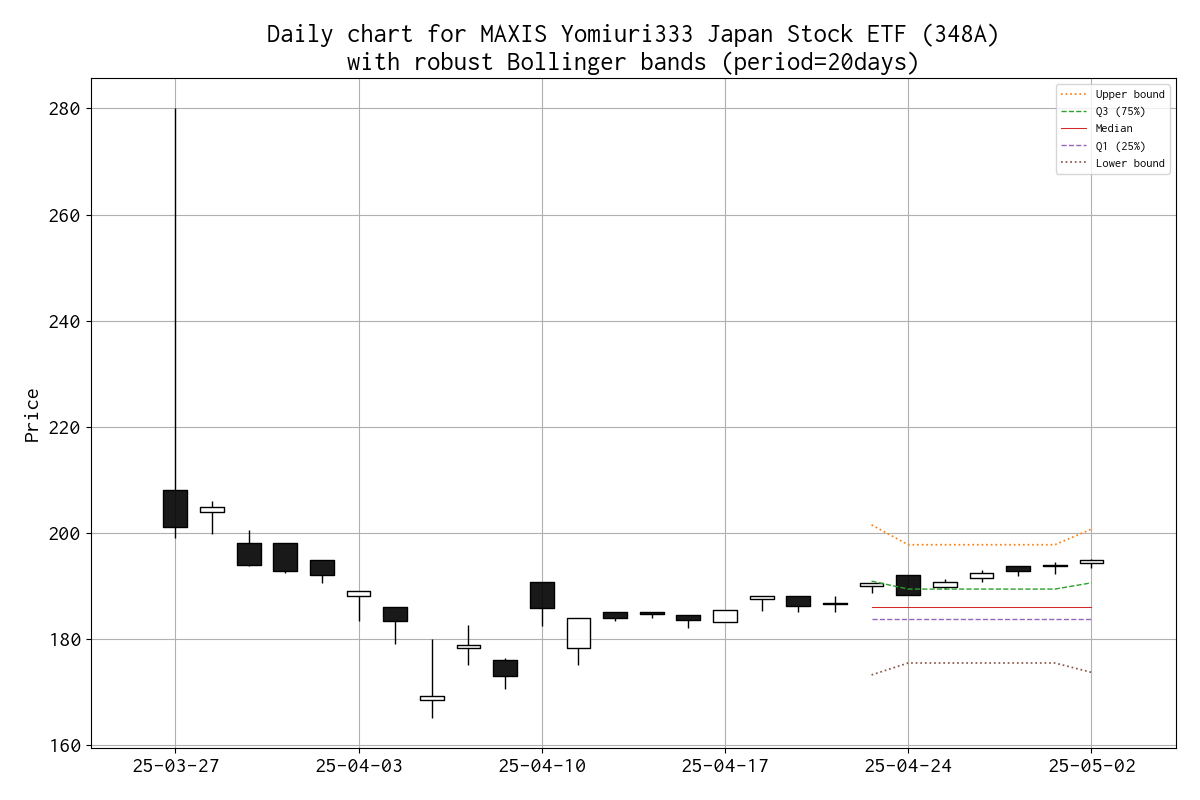 Daily chart for MAXIS Yomiuri333 Japan Stock ETF (348A)
with robust Bollinger bands (period=20days)
Upper bound
Q3 (75%)
Median
Q1 (25%)
Lower bound
Price
280
260
240
220
200
180
160
25-03-27
25-04-03
25-04-10
25-04-17
25-04-24
25-05-02